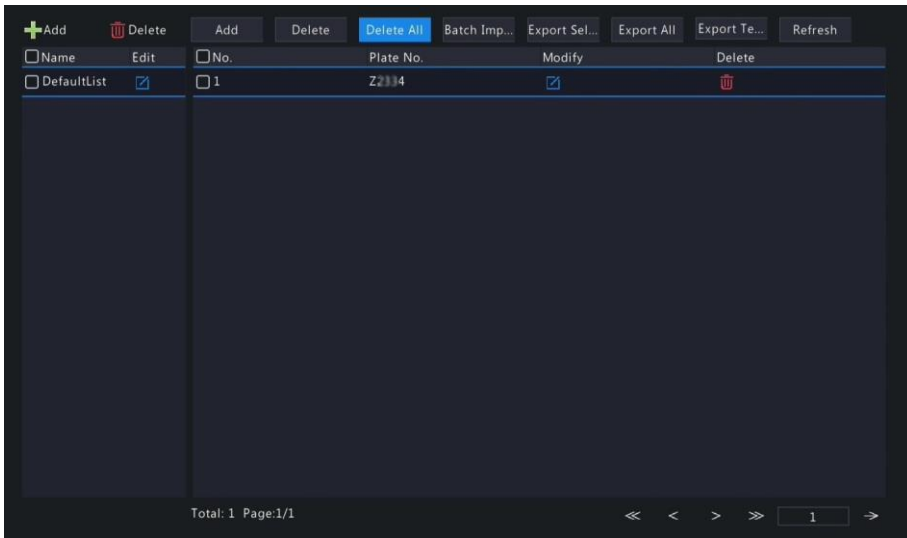 Add Delete Add Delete Delete All Batch Imp... Export Sel... Export All Export Te... Refresh
Name Edit No. Plate No. Modify Delete
DefaultList 1
Total: 1 Page:1/1 1